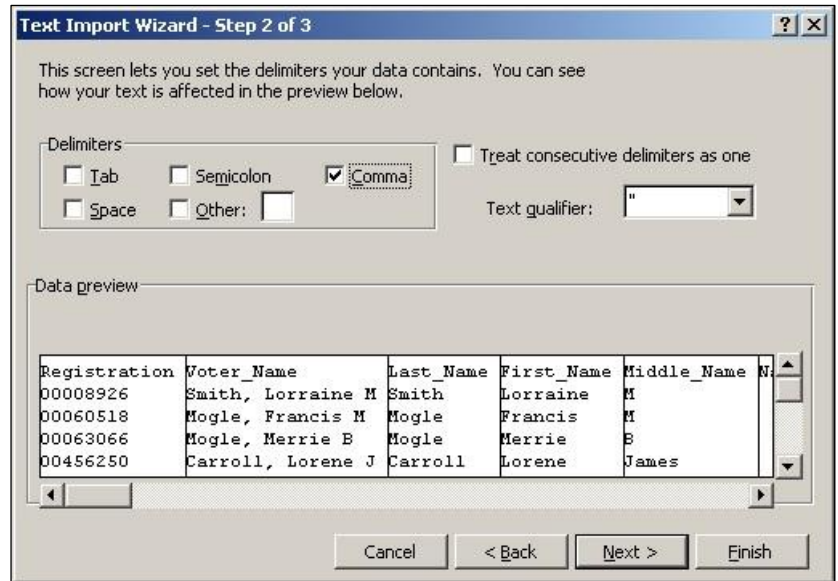 Text Import Wizard - Step 2 of 3
This screen lets you set the delimiters your data contains. You can see
how your text is affected in the preview below.
Delimiters
Tab Semicolon Comma
Space Other:
Treat consecutive delimiters as one
Text qualifier: "
Data preview
Registration Voter_Name Last_Name First_Name Middle_Name
00008926 Smith, Lorraine M Smith Lorraine M
00060518 Mogle, Francis M Mogle Francis M
00063066 Mogle, Merrie B Mogle Merrie B
00456250 Carroll, Lorene J Carroll Lorene James
Cancel < Back Next > Finish